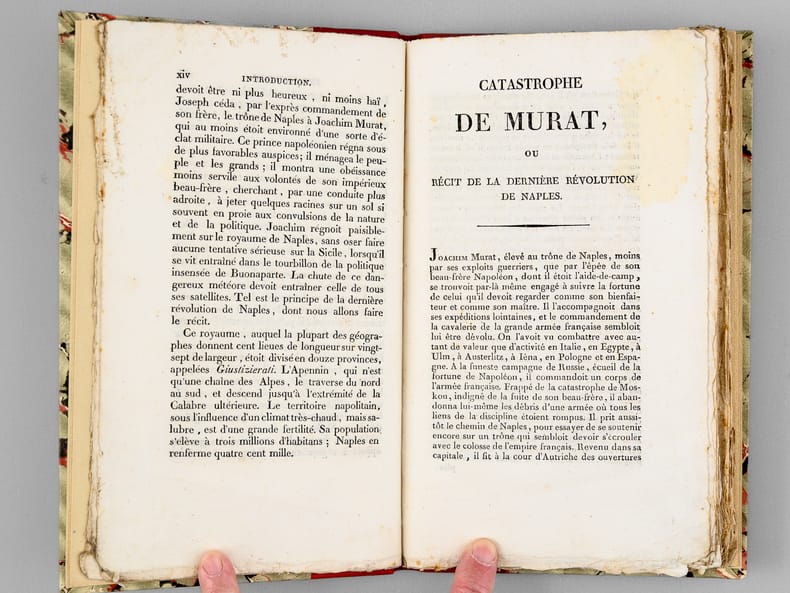 xiv
INTRODUCTION.
devoit être ni plus heureux, ni moins haï.
Joseph céda, par l'exprès commandement de
son frère, le trône de Naples à Joachim Murat,
qui au moins étoit environné d'une sorte d'é-
clat militaire. Ce prince napoléonien régna sous
de plus favorables auspices; il ménagea le peu-
ple et les grands; il montra une obéissance
moins servile aux volontés de son impérieux
beau-frère, cherchant, par une conduite plus
adroite, à jeter quelques racines sur un sol si
souvent en proie aux convulsions de la nature
et de la politique. Joachim régnoit paisible-
ment sur le royaume de Naples, sans oser faire
aucune tentative sérieuse sur la Sicile, lorsqu'il
se vit entraîné dans le tourbillon de la politique
insensée de Buonaparte. La chute de ce dan-
gereux météore devoit entraîner celle de tous
ses satellites. Tel est le principe de la dernière
révolution de Naples, dont nous allons faire
le récit.
Ce royaume, auquel la plupart des géogra-
phes donnent cent lieues de longueur sur vingt-
sept de largeur, étoit divisé en douze provinces,
appelées Giustizierati. L'Apennin, qui n'est
qu'une chaîne des Alpes, le traverse du nord
au sud, et descend jusqu'à l'extrémité de la
Calabre ultérieure. Le territoire napolitain,
sous l'influence d'un climat très-chaud, mais sa-
lubre, est d'une grande fertilité. Sa population
s'élève à trois millions d'habitans; Naples en
renferme quatre cent mille.
CATASTROPHE
DE MURAT,
OU
RÉCIT DE LA DERNIÈRE RÉVOLUTION
DE NAPLES.
JOACHIM Murat, élevé au trône de Naples, moins
par ses exploits guerriers, que par l'épée de son
beau-frère Napoléon, dont il étoit l'aide-de-camp,
se trouvoit par-là même engagé à suivre la fortune
de celui qu'il devoit regarder comme son bienfai-
teur et comme son maître. Il l'accompagnoit dans
ses expéditions lointaines, et le commandement de
la cavalerie de la grande armée française sembloit
lui être dévolu. On l'avoit vu combattre avec au-
tant de valeur que d'activité en Italie, en Egypte, à
Ulm, à Austerlitz, à Iéna, en Pologne et en Espa-
gne. A la funeste campagne de Russie, écueil de la
fortune de Napoléon, il commandoit un corps de
l'armée française. Frappé de la catastrophe de Mos-
kou, indigné de la fuite de son beau-frère, il aban-
donna lui-même les débris d'une armée où tous les
liens de la discipline étoient rompus. Il prit aussi-
tôt le chemin de Naples, pour essayer de se soutenir
encore sur un trône qui sembloit devoir s'écrouler
avec le colosse de l'empire français. Revenu dans sa
capitale, il fit à la cour d'Autriche des ouvertures